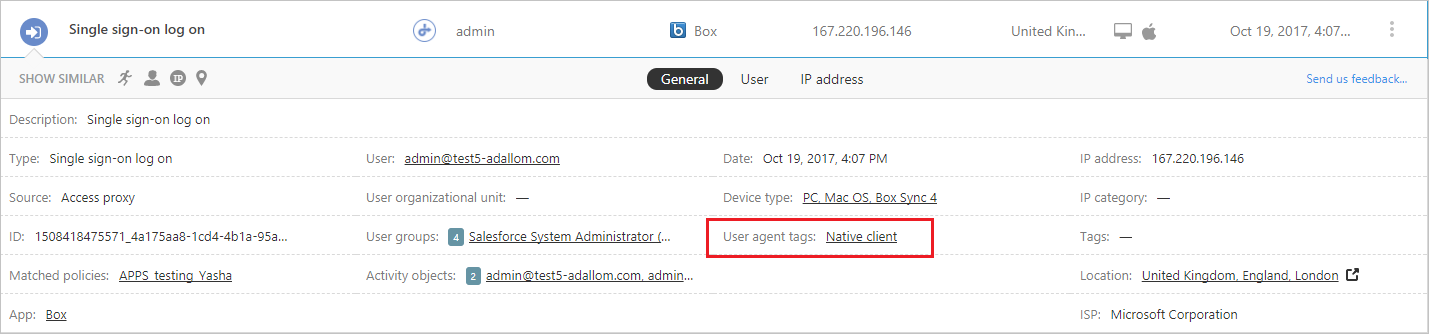 Single sign-on log on admin b Box 167.220.196.146 United Kin... Oct 19, 2017, 4:07...
SHOW SIMILAR IP General User IP address Send us feedback...
Description: Single sign-on log on
Type: Single sign-on log on User: admin@test5-adallom.com Date: Oct 19, 2017, 4:07 PM IP address: 167.220.196.146
Source: Access proxy User organizational unit: — Device type: PC, Mac OS, Box Sync 4 IP category: —
ID: 1508418475571_4a175aa8-1cd4-4b1a-95a... User groups: 4 Salesforce System Administrator (... User agent tags: Native client Tags: —
Matched policies: APPS_testing_Yasha Activity objects: 2 admin@test5-adallom.com, admin... Location: United Kingdom, England, London
App: Box ISP: Microsoft Corporation